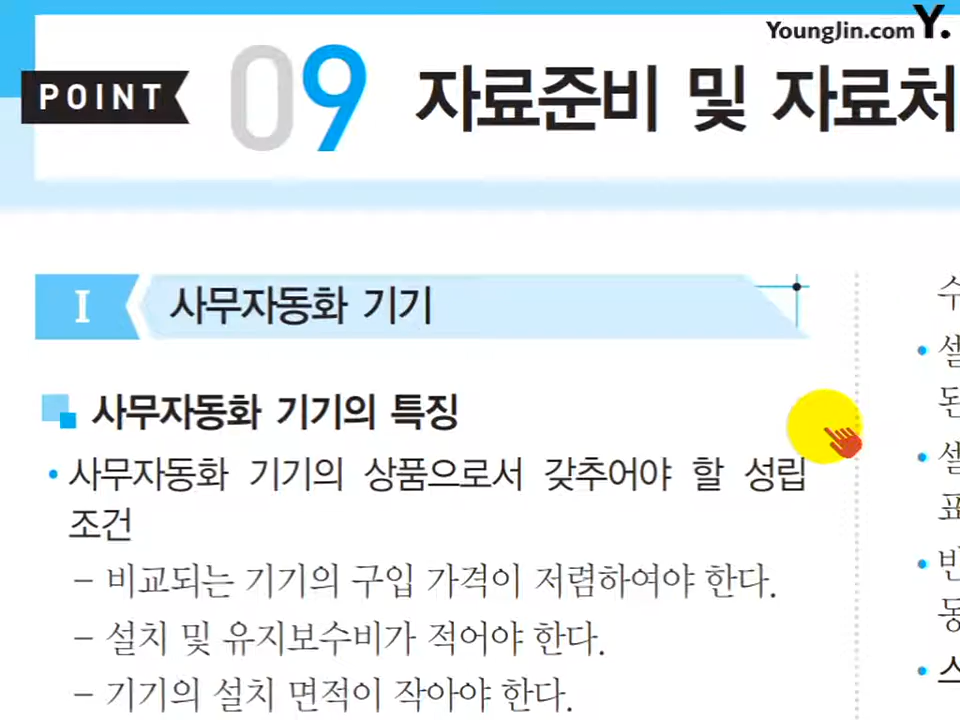 YoungJin.com Y.
POINT 09 자료준비 및 자료처
I 사무자동화 기기
사무자동화 기기의 특징
• 사무자동화 기기의 상품으로서 갖추어야 할 성립
조건
– 비교되는 기기의 구입 가격이 저렴하여야 한다.
– 설치 및 유지보수비가 적어야 한다.
– 기기의 설치 면적이 작아야 한다.
수
•
된
•
표
•
동
•